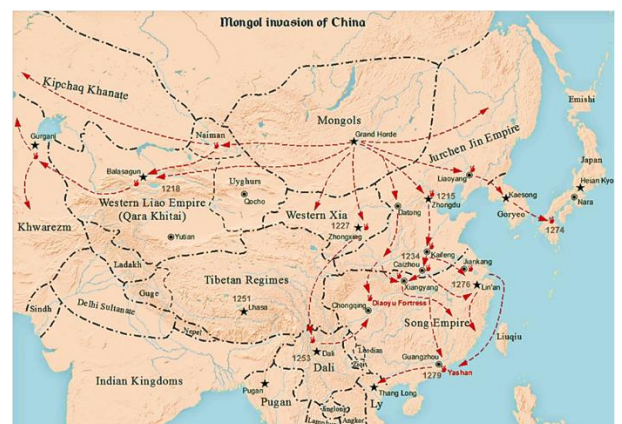 Mongol invasion of China
Kipchaq Khanate
Emishi
Mongols
Naiman
Grand Horde
Gurganj
Jurchen Jin Empire
Japan
Balasagun
1218
Liaoyang
Heian Kyo
Uyghurs
Qocho
1215
Zhongdu
Kaesong
Nara
Western Liao Empire
(Qara Khitai)
Western Xia
Datong
Goryeo
1274
Khwarezm
1227
Zhongxing
Yutian
1234
Kaifeng
Caizhou
Jiankang
Ladakh
Tibetan Regimes
Xiangyang
1276
Lin'an
Guge
1251
Lhasa
Chongqing
Diaoyu Fortress
Sindh
Delhi Sultanate
Song Empire
Nepel
Liuqiu
1253
Dali
Dali
Guangzhou
1279
Yashan
Indian Kingdoms
Pugan
Pugan
Thang Long
Ly